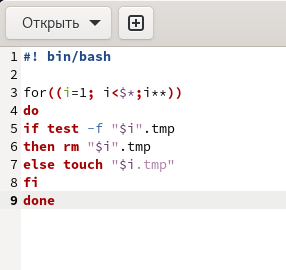 Открыть
1 #! bin/bash
2
3 for((i=1; i<$*;i**))
4 do
5 if test -f "$i".tmp
6 then rm "$i".tmp
7 else touch "$i.tmp"
8 fi
9 done